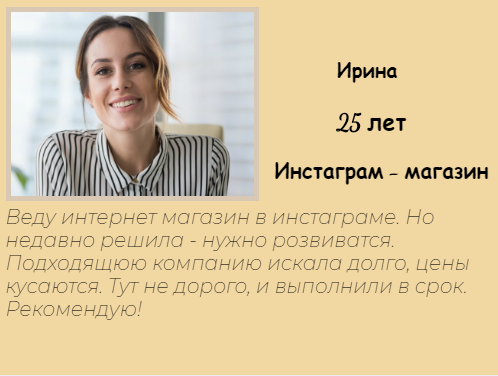 Ирина
25 лет
Инстаграм - магазин
Веду интернет магазин в инстаграме. Но
недавно решила - нужно розвиватся.
Подходящюю компанию искала долго, цены
кусаются. Тут не дорого, и выполнили в срок.
Рекомендую!